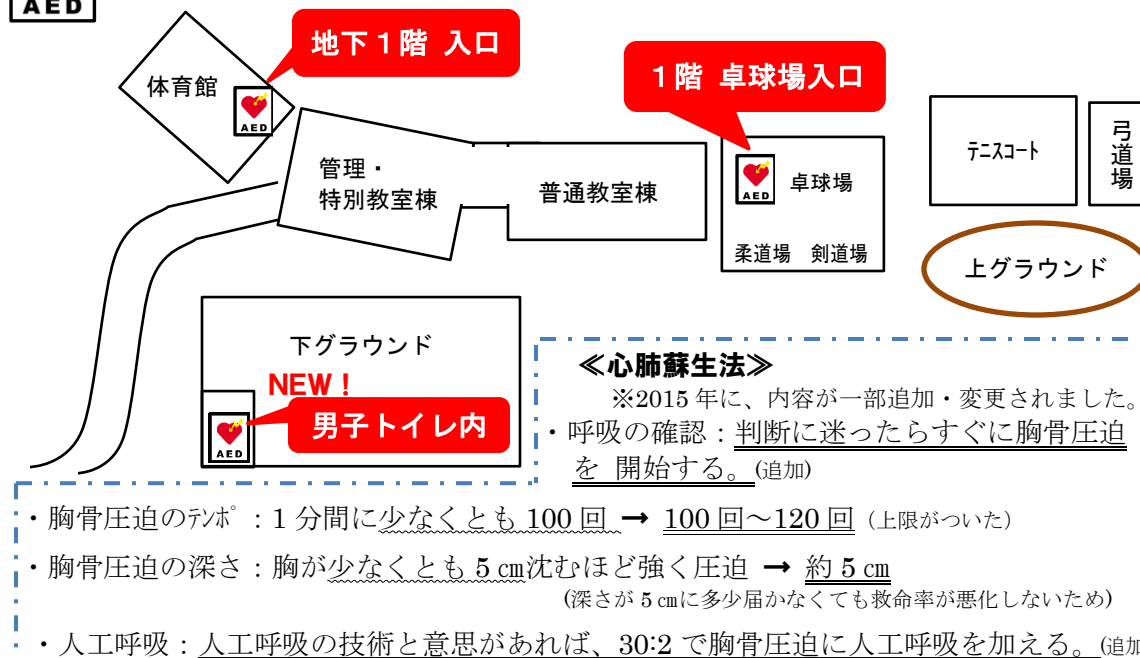 AED
地下1階 入口
1階 卓球場入口
体育館
AED
管理・
特別教室棟
普通教室棟
AED
卓球場
柔道場 剣道場
ﾃﾆｽｺｰﾄ
弓道場
上グラウンド
下グラウンド
NEW!
男子トイレ内
AED
≪心肺蘇生法≫
※2015年に、内容が一部追加・変更されました。
・呼吸の確認：判断に迷ったらすぐに胸骨圧迫
を 開始する。(追加)
・胸骨圧迫のﾃﾝﾎﾟ：1分間に少なくとも100回 → 100回～120回 (上限がついた)
・胸骨圧迫の深さ：胸が少なくとも5㎝沈むほど強く圧迫 → 約5㎝
(深さが5㎝に多少届かなくても救命率が悪化しないため)
・人工呼吸：人工呼吸の技術と意思があれば、30:2で胸骨圧迫に人工呼吸を加える。(追加